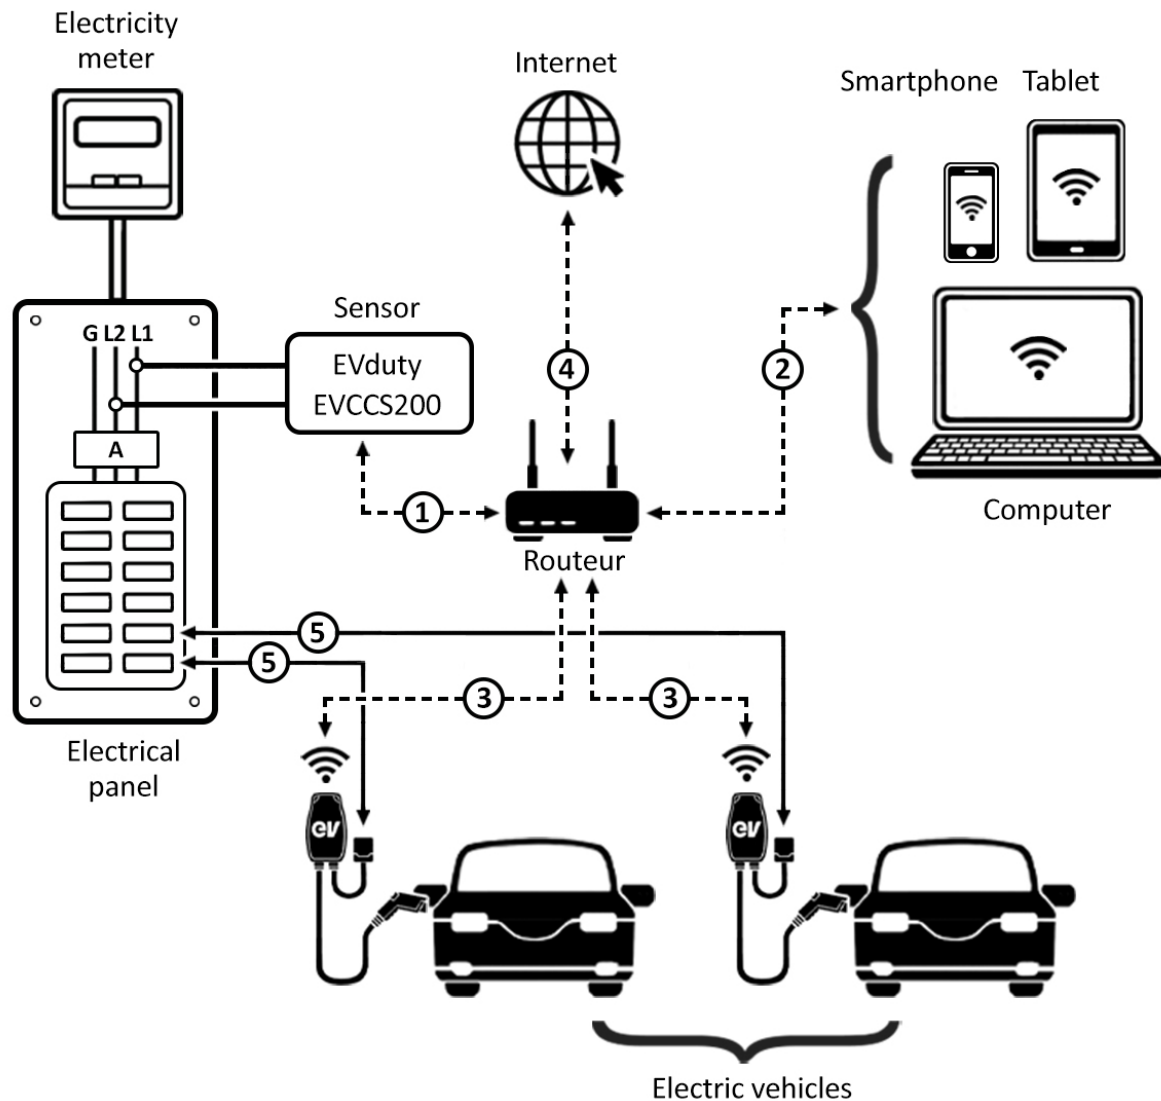 Electricity
meter
Internet
Smartphone Tablet
G L2 L1
Sensor
EVduty
EVCCS200
A
4
2
1
Computer
Routeur
5
5
3
3
Electrical
panel
ev
ev
Electric vehicles